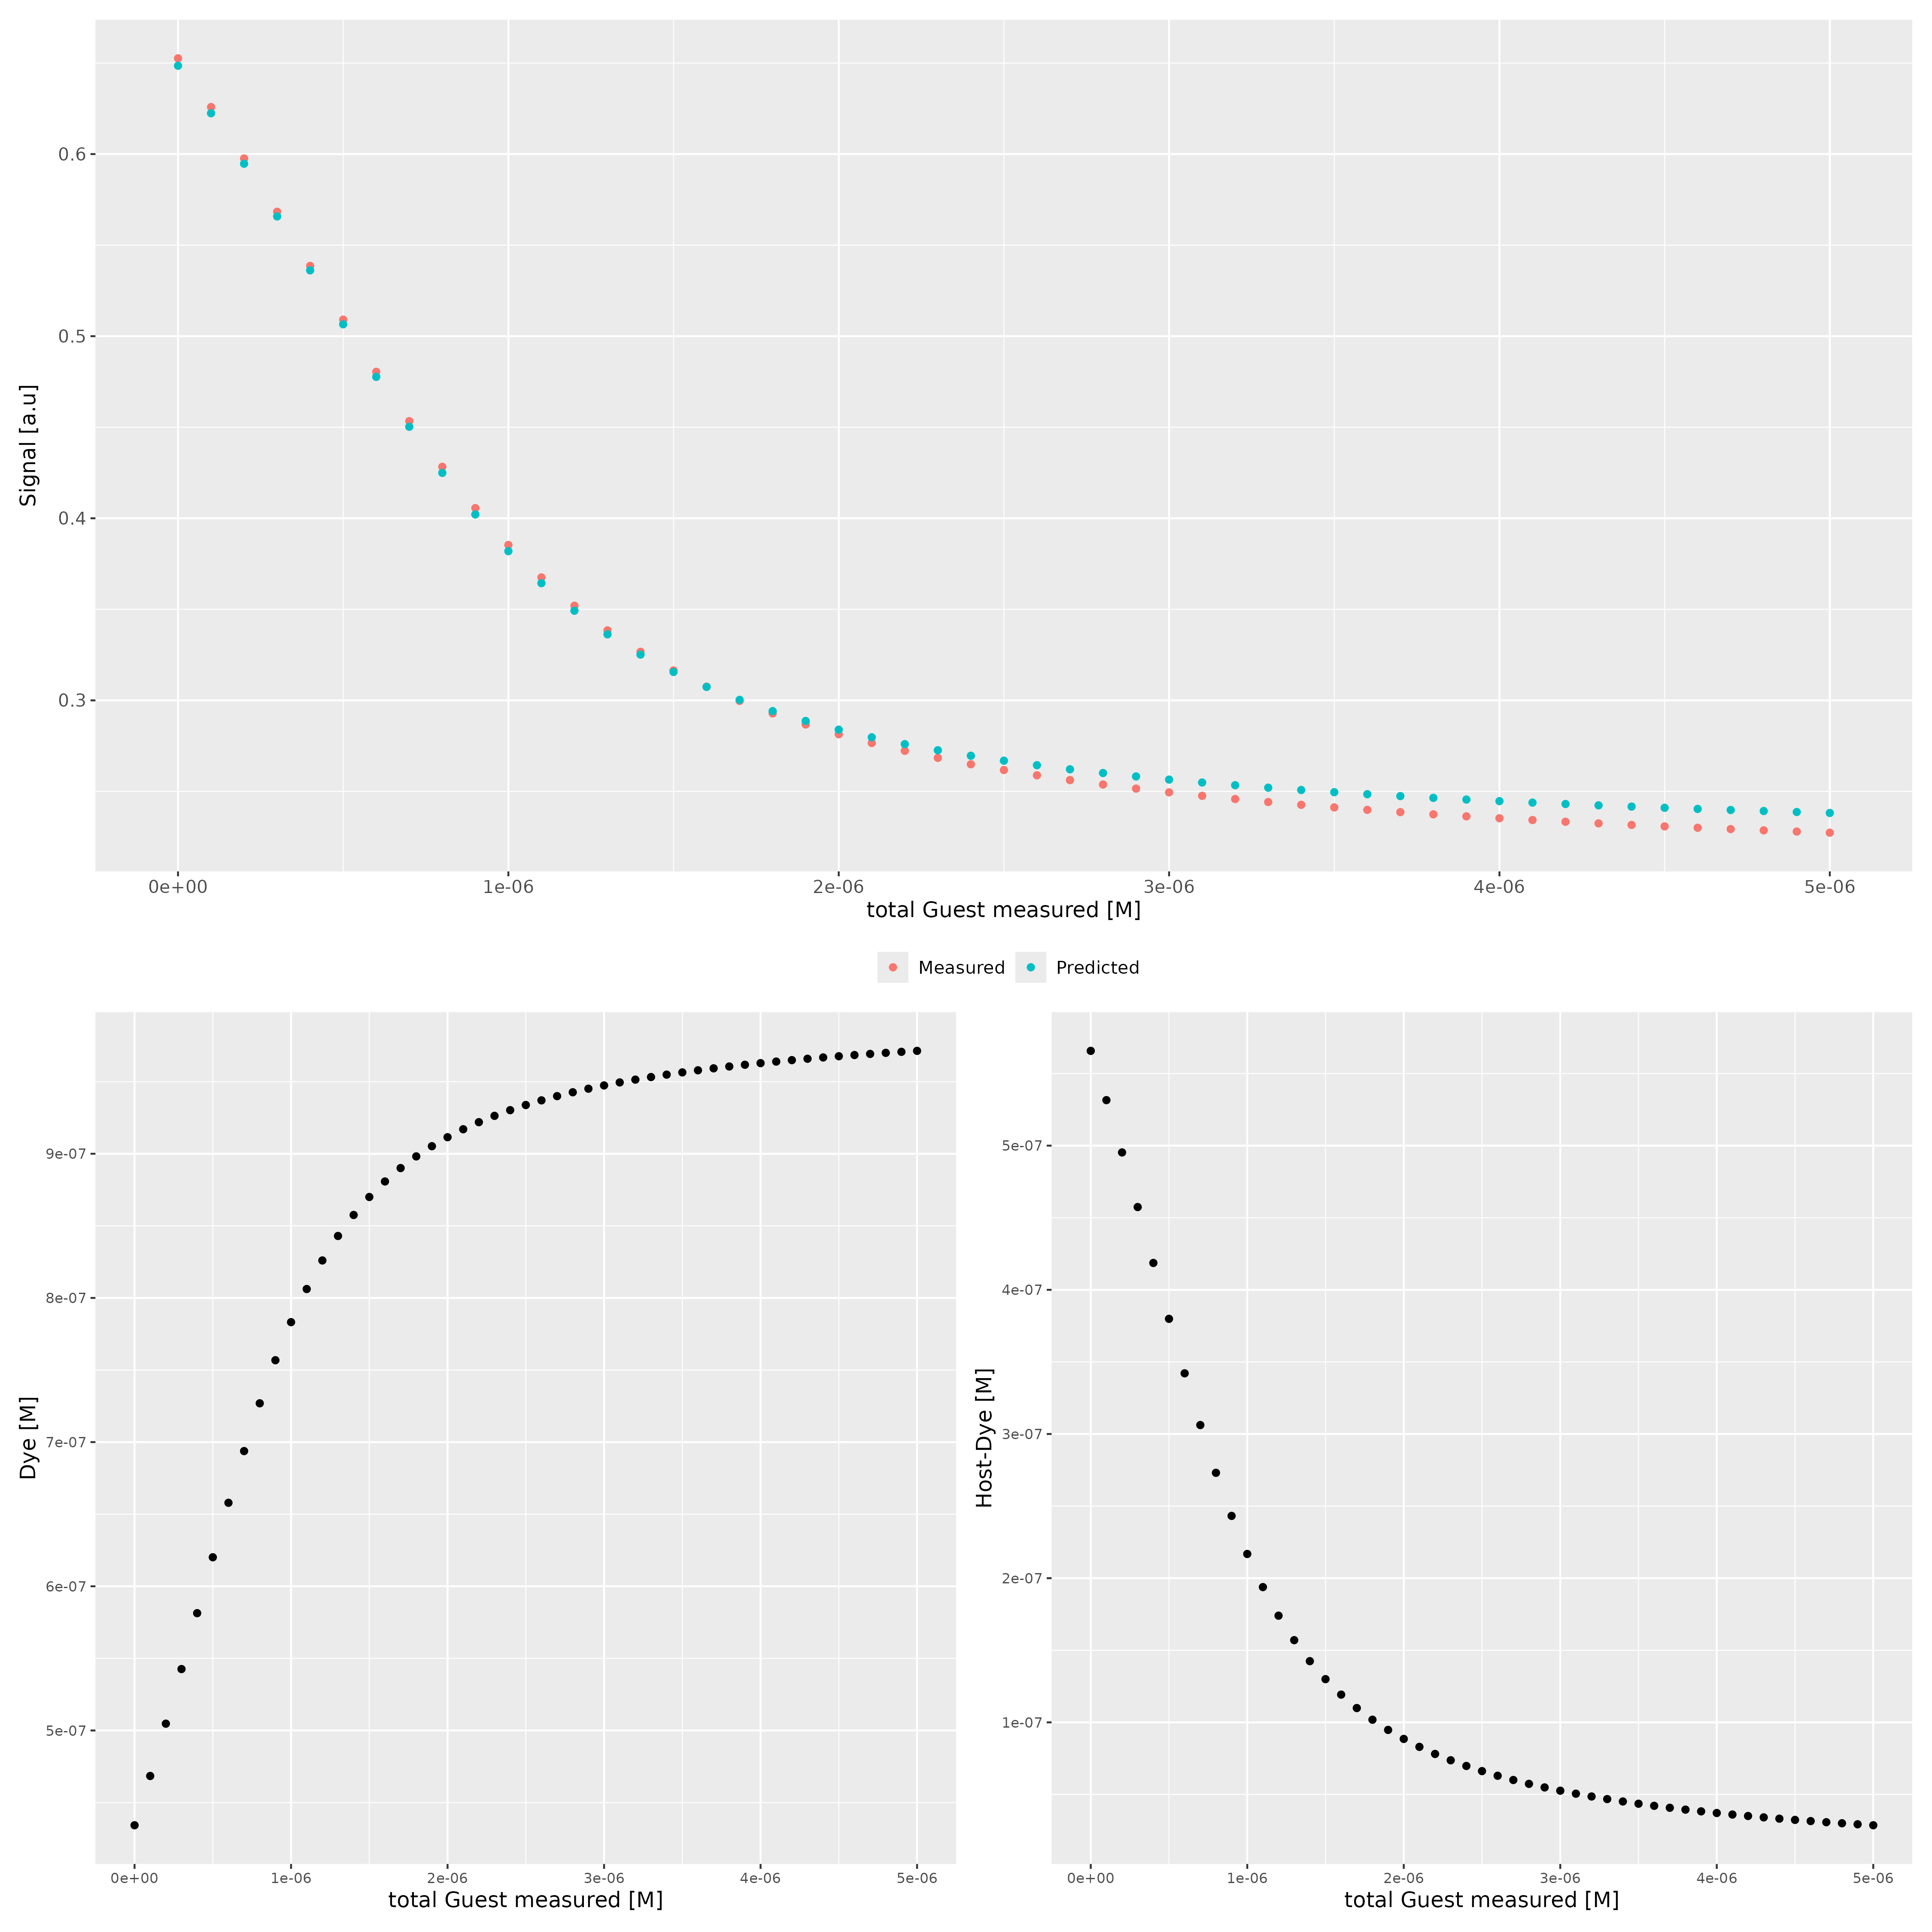 Signal [a.u]
0.6
0.5
0.4
0.3
0e+00 1e-06 2e-06 3e-06 4e-06 5e-06
total Guest measured [M]
Measured Predicted
Dye [M]
9e-07
8e-07
7e-07
6e-07
5e-07
0e+00 1e-06 2e-06 3e-06 4e-06 5e-06
total Guest measured [M]
Host-Dye [M]
5e-07
4e-07
3e-07
2e-07
1e-07
0e+00 1e-06 2e-06 3e-06 4e-06 5e-06
total Guest measured [M]